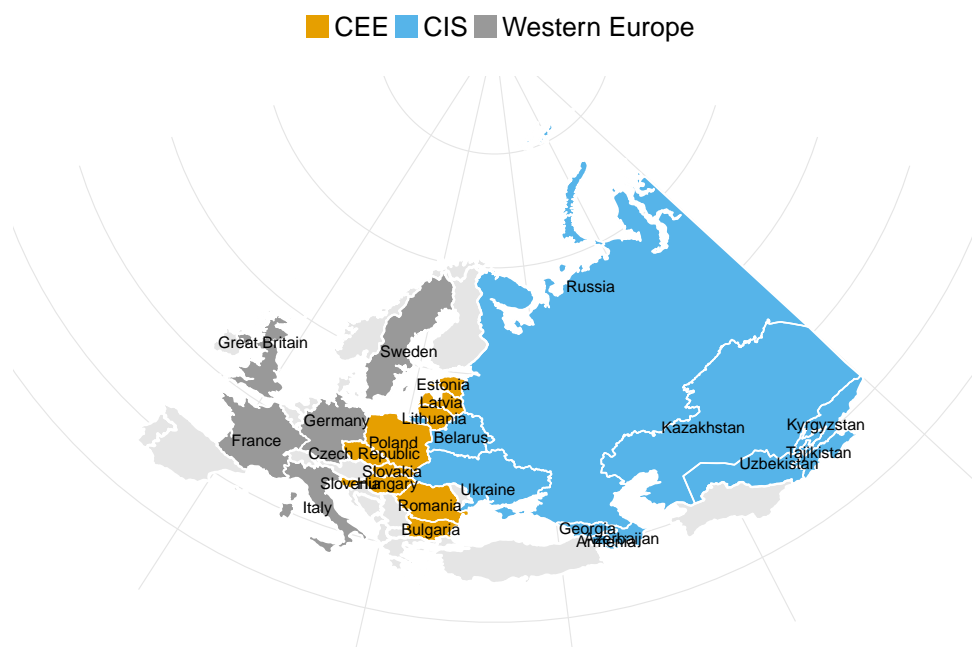 CEE CIS Western Europe
Russia
Great Britain
Sweden
Estonia
Latvia
Lithuania
Germany
Kyrgyzstan
Kazakhstan
Belarus
France
Poland
Czech Republic
Tajikistan
Uzbekistan
Slovakia
Slovenia
Hungary
Ukraine
Romania
Italy
Georgia
Bulgaria
Azerbaijan
Armenia